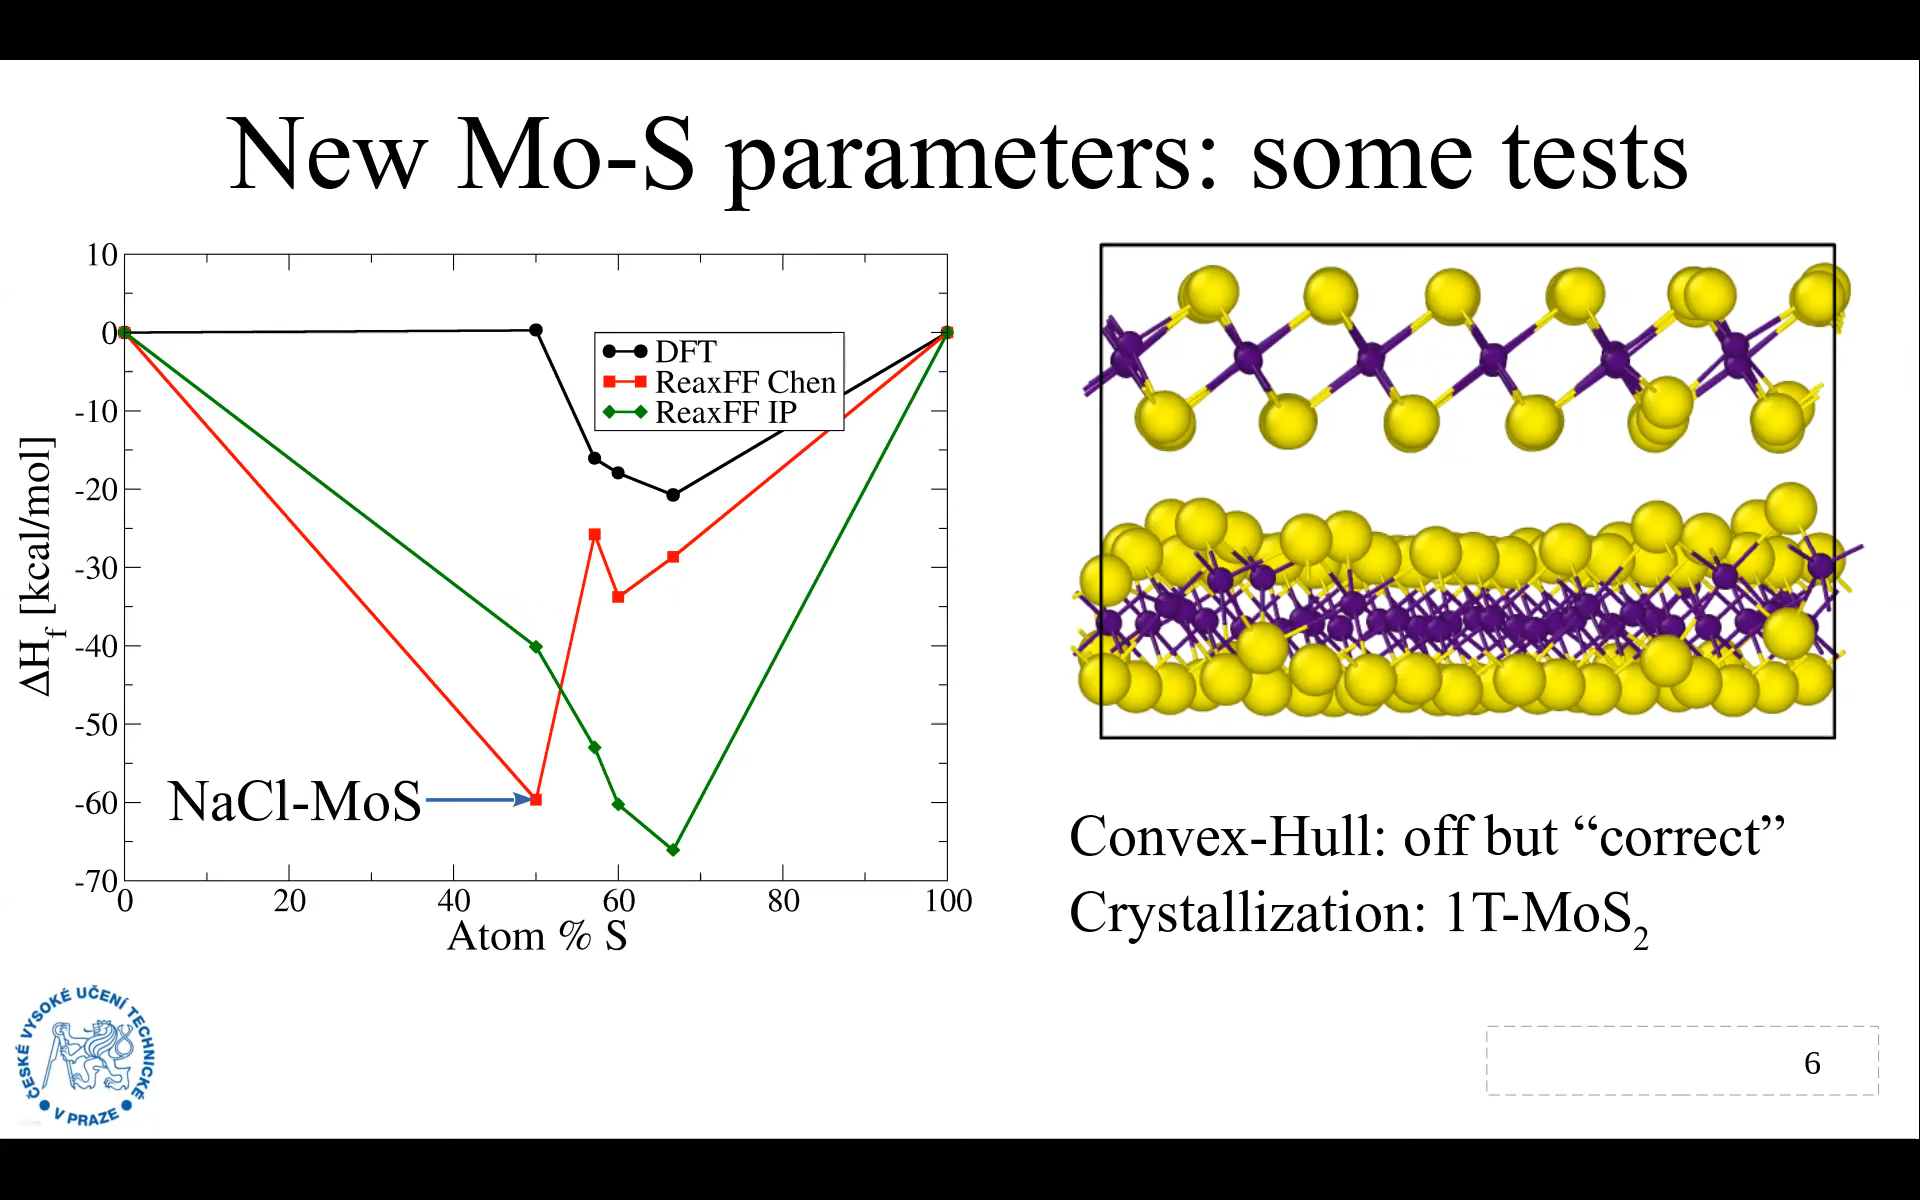 New Mo-S parameters: some tests
10
0
-10
-20
-30
-40
-50
-60
-70
ΔHf [kcal/mol]
DFT
ReaxFF Chen
ReaxFF IP
NaCl-MoS
0 20 40 60 80 100
Atom % S
Convex-Hull: off but “correct”
Crystallization: 1T-MoS2
ČESKÉ VYSOKÉ UČENÍ TECHNICKÉ
V PRAZE
6